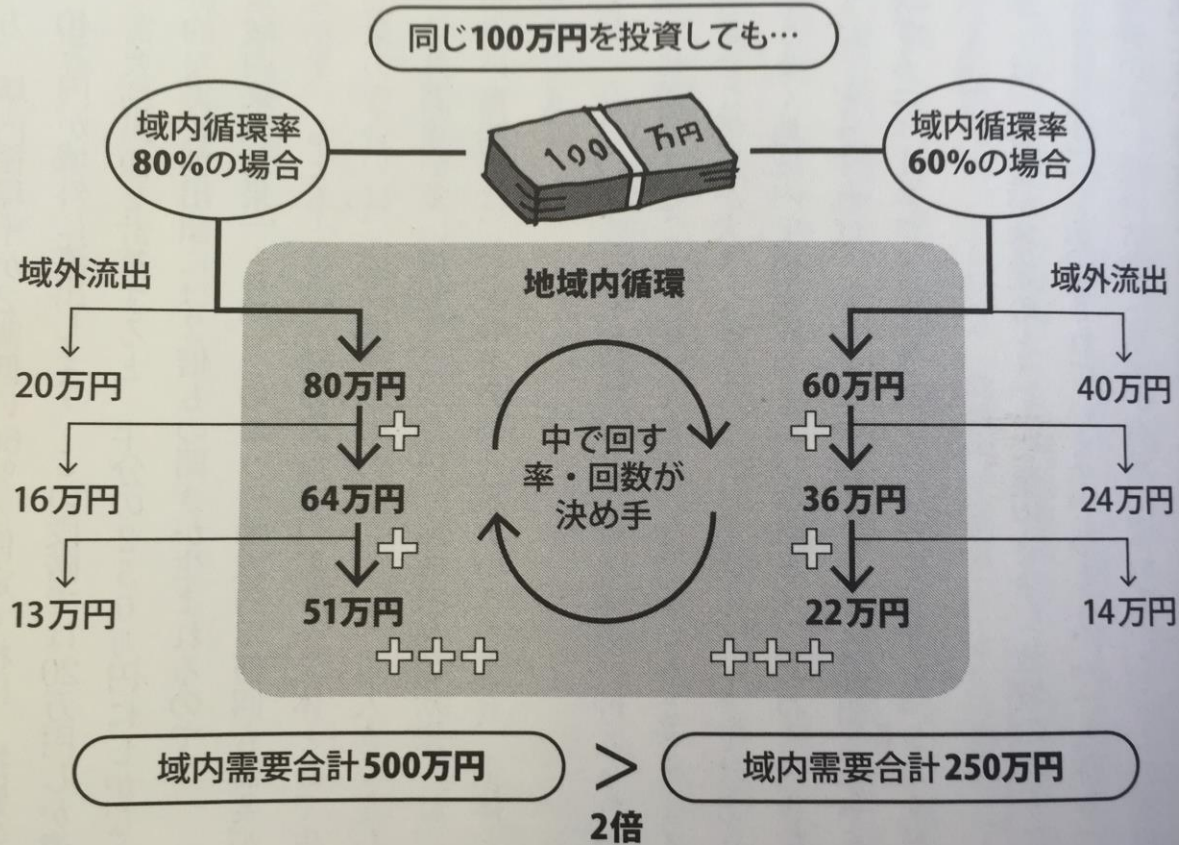 同じ100万円を投資しても…
域内循環率
80%の場合
100
万円
域内循環率
60%の場合
域外流出
地域内循環
域外流出
20万円
80万円
60万円
40万円
中で回す
率・回数が
決め手
16万円
64万円
36万円
24万円
13万円
51万円
22万円
14万円
域内需要合計500万円
>
域内需要合計250万円
2倍